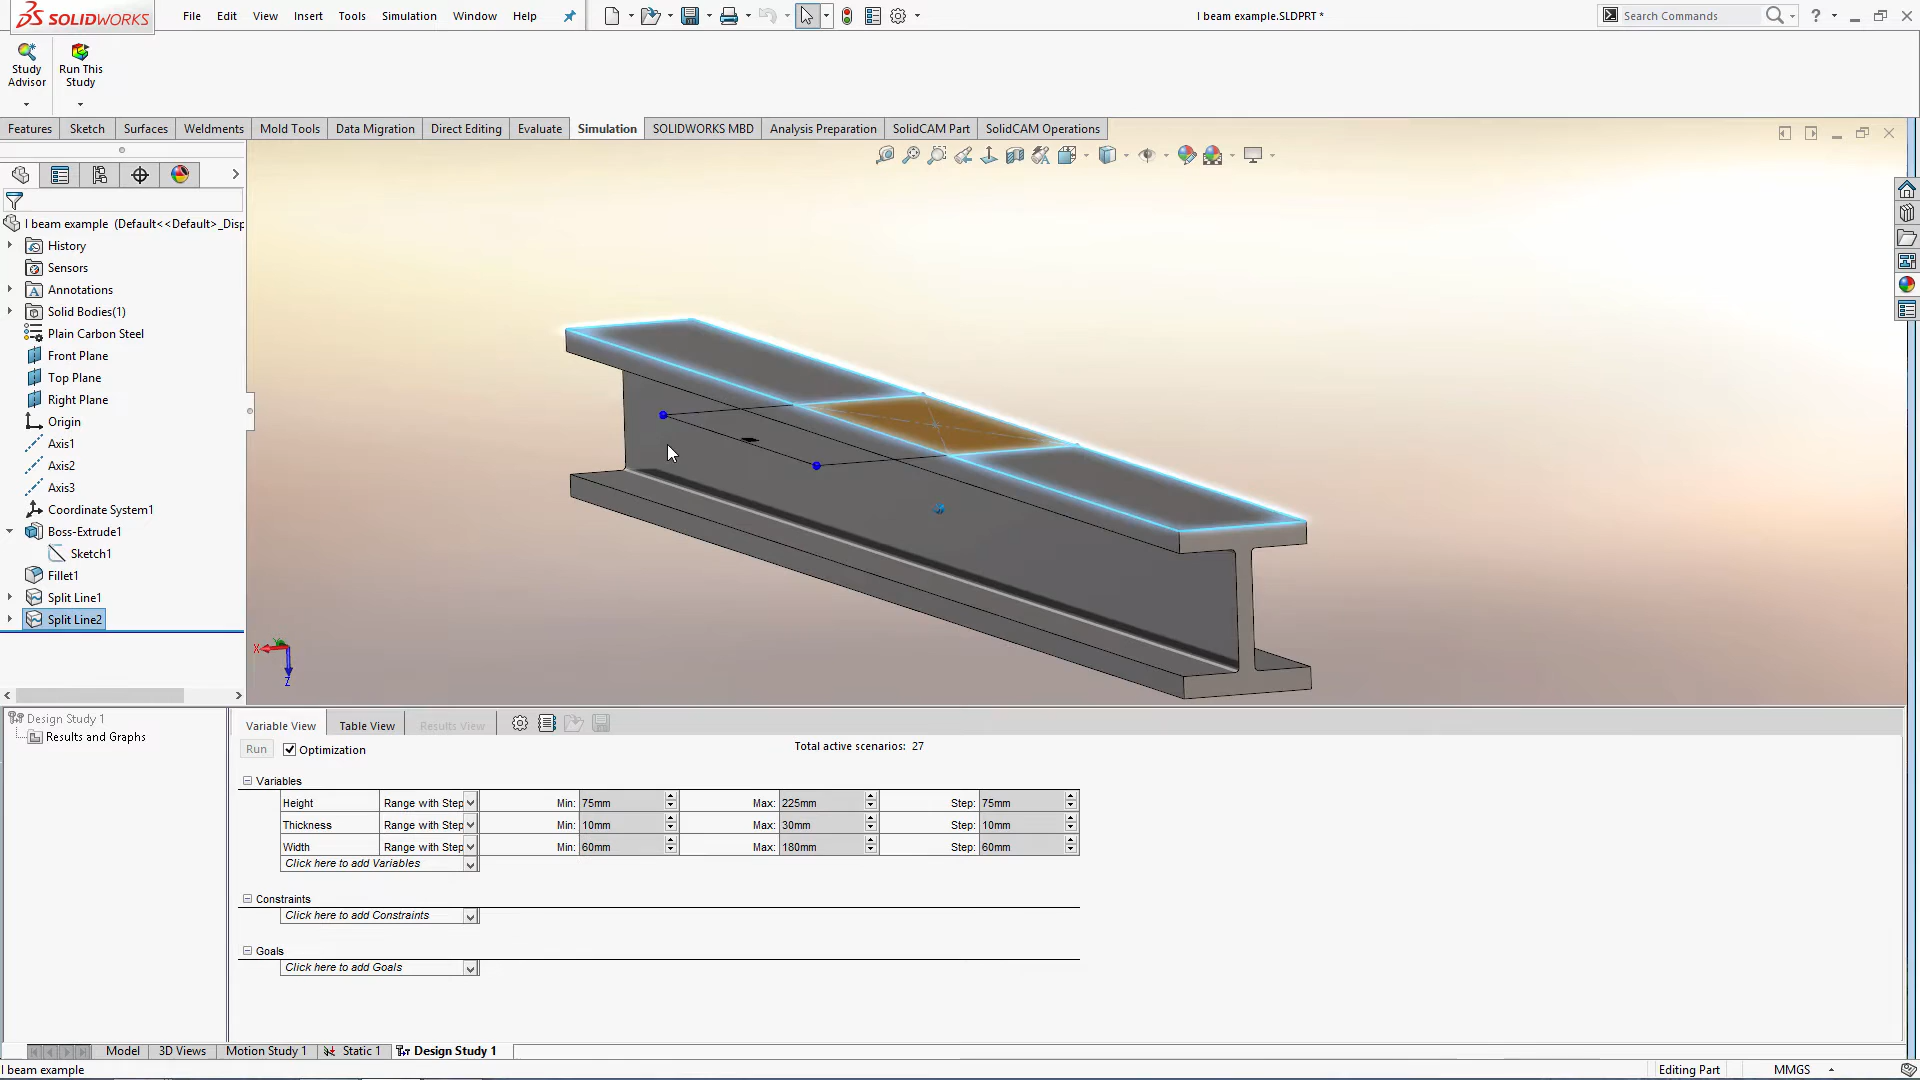 SOLIDWORKS
File Edit View Insert Tools Simulation Window Help
I beam example.SLDPRT *
Search Commands
Study Advisor
Run This Study
Features Sketch Surfaces Weldments Mold Tools Data Migration Direct Editing Evaluate Simulation SOLIDWORKS MBD Analysis Preparation SolidCAM Part SolidCAM Operations
I beam example (Default<<Default>_Disp
History
Sensors
Annotations
Solid Bodies(1)
Plain Carbon Steel
Front Plane
Top Plane
Right Plane
Origin
Axis1
Axis2
Axis3
Coordinate System1
Boss-Extrude1
Sketch1
Fillet1
Split Line1
Split Line2
X
Y
Z
Design Study 1
Results and Graphs
Variable View Table View Results View
Run Optimization Total active scenarios: 27
Variables
Height Range with Step Min: 75mm Max: 225mm Step: 75mm
Thickness Range with Step Min: 10mm Max: 30mm Step: 10mm
Width Range with Step Min: 60mm Max: 180mm Step: 60mm
Click here to add Variables
Constraints
Click here to add Constraints
Goals
Click here to add Goals
Model 3D Views Motion Study 1 Static 1 Design Study 1
I beam example Editing Part MMGS